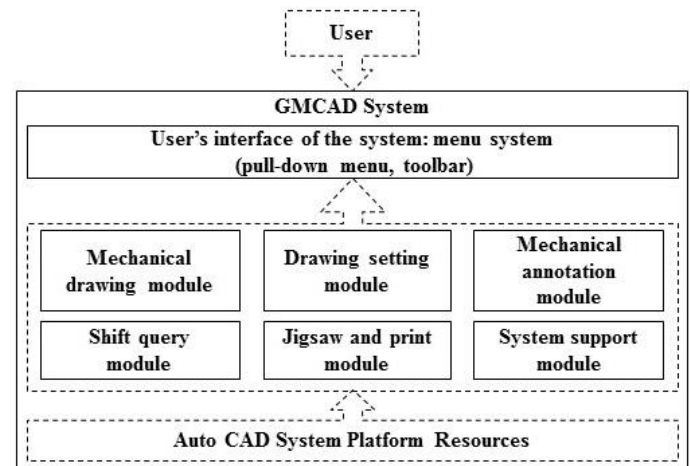 User
GMCAD System
User's interface of the system: menu system
(pull-down menu, toolbar)
Mechanical
drawing module
Drawing setting
module
Mechanical
annotation
module
Shift query
module
Jigsaw and print
module
System support
module
Auto CAD System Platform Resources